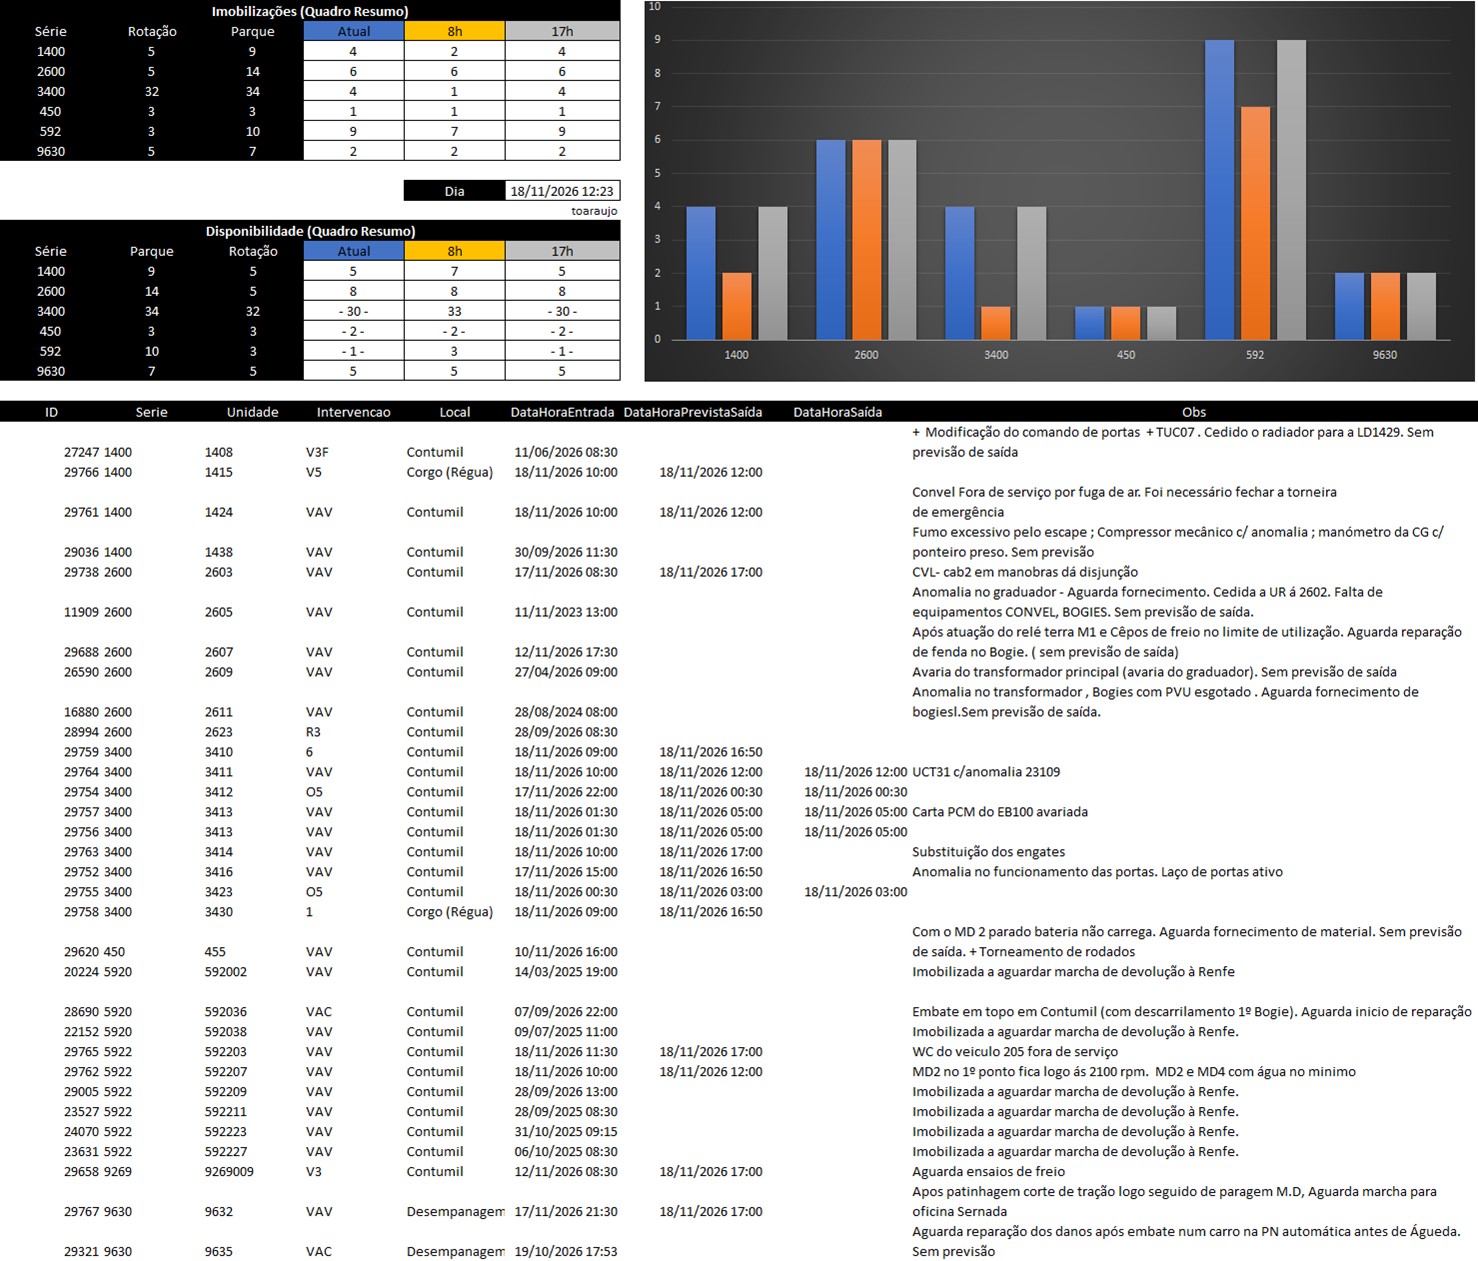 Imobilizações (Quadro Resumo)
Série Rotação Parque Atual 8h 17h
1400 5 9 4 2 4
2600 5 14 6 6 6
3400 32 34 4 1 4
450 3 3 1 1 1
592 3 10 9 7 9
9630 5 7 2 2 2
Dia 18/11/2026 12:23
toaraujo
Disponibilidade (Quadro Resumo)
Série Parque Rotação Atual 8h 17h
1400 9 5 5 7 5
2600 14 5 8 8 8
3400 34 32 - 30 - 33 - 30 -
450 3 3 - 2 - - 2 - - 2 -
592 10 3 - 1 - 3 - 1 -
9630 7 5 5 5 5
10
9
8
7
6
5
4
3
2
1
0
1400 2600 3400 450 592 9630
ID Serie Unidade Intervencao Local DataHoraEntrada DataHoraPrevistaSaída DataHoraSaída Obs
+ Modificação do comando de portas + TUC07 . Cedido o radiador para a LD1429. Sem
27247 1400 1408 V3F Contumil 11/06/2026 08:30 previsão de saída
29766 1400 1415 V5 Corgo (Régua) 18/11/2026 10:00 18/11/2026 12:00
Convel Fora de serviço por fuga de ar. Foi necessário fechar a torneira
29761 1400 1424 VAV Contumil 18/11/2026 10:00 18/11/2026 12:00 de emergência
Fumo excessivo pelo escape ; Compressor mecânico c/ anomalia ; manómetro da CG c/
29036 1400 1438 VAV Contumil 30/09/2026 11:30 ponteiro preso. Sem previsão
29738 2600 2603 VAV Contumil 17/11/2026 08:30 18/11/2026 17:00 CVL- cab2 em manobras dá disjunção
Anomalia no graduador - Aguarda fornecimento. Cedida a UR á 2602. Falta de
11909 2600 2605 VAV Contumil 11/11/2023 13:00 equipamentos CONVEL, BOGIES. Sem previsão de saída.
Após atuação do relé terra M1 e Cêpos de freio no limite de utilização. Aguarda reparação
29688 2600 2607 VAV Contumil 12/11/2026 17:30 de fenda no Bogie. ( sem previsão de saída)
26590 2600 2609 VAV Contumil 27/04/2026 09:00 Avaria do transformador principal (avaria do graduador). Sem previsão de saída
Anomalia no transformador , Bogies com PVU esgotado . Aguarda fornecimento de
16880 2600 2611 VAV Contumil 28/08/2024 08:00 bogiesl.Sem previsão de saída.
28994 2600 2623 R3 Contumil 28/09/2026 08:30
29759 3400 3410 6 Contumil 18/11/2026 09:00 18/11/2026 16:50
29764 3400 3411 VAV Contumil 18/11/2026 10:00 18/11/2026 12:00 18/11/2026 12:00 UCT31 c/anomalia 23109
29754 3400 3412 O5 Contumil 17/11/2026 22:00 18/11/2026 00:30 18/11/2026 00:30
29757 3400 3413 VAV Contumil 18/11/2026 01:30 18/11/2026 05:00 18/11/2026 05:00 Carta PCM do EB100 avariada
29756 3400 3413 VAV Contumil 18/11/2026 01:30 18/11/2026 05:00 18/11/2026 05:00
29763 3400 3414 VAV Contumil 18/11/2026 10:00 18/11/2026 17:00 Substituição dos engates
29752 3400 3416 VAV Contumil 17/11/2026 15:00 18/11/2026 16:50 Anomalia no funcionamento das portas. Laço de portas ativo
29755 3400 3423 O5 Contumil 18/11/2026 00:30 18/11/2026 03:00 18/11/2026 03:00
29758 3400 3430 1 Corgo (Régua) 18/11/2026 09:00 18/11/2026 16:50
Com o MD 2 parado bateria não carrega. Aguarda fornecimento de material. Sem previsão
29620 450 455 VAV Contumil 10/11/2026 16:00 de saída. + Torneamento de rodados
20224 5920 592002 VAV Contumil 14/03/2025 19:00 Imobilizada a aguardar marcha de devolução à Renfe
28690 5920 592036 VAC Contumil 07/09/2026 22:00 Embate em topo em Contumil (com descarrilamento 1º Bogie). Aguarda inicio de reparação
22152 5920 592038 VAV Contumil 09/07/2025 11:00 Imobilizada a aguardar marcha de devolução à Renfe.
29765 5922 592203 VAV Contumil 18/11/2026 11:30 18/11/2026 17:00 WC do veiculo 205 fora de serviço
29762 5922 592207 VAV Contumil 18/11/2026 10:00 18/11/2026 12:00 MD2 no 1º ponto fica logo ás 2100 rpm. MD2 e MD4 com água no minimo
29005 5922 592209 VAV Contumil 28/09/2026 13:00 Imobilizada a aguardar marcha de devolução à Renfe.
23527 5922 592211 VAV Contumil 28/09/2025 08:30 Imobilizada a aguardar marcha de devolução à Renfe.
24070 5922 592223 VAV Contumil 31/10/2025 09:15 Imobilizada a aguardar marcha de devolução à Renfe.
23631 5922 592227 VAV Contumil 06/10/2025 08:30 Imobilizada a aguardar marcha de devolução à Renfe.
29658 9269 9269009 V3 Contumil 12/11/2026 08:30 18/11/2026 17:00 Aguarda ensaios de freio
Apos patinhagem corte de tração logo seguido de paragem M.D, Aguarda marcha para
29767 9630 9632 VAV Desempanagem 17/11/2026 21:30 18/11/2026 17:00 oficina Sernada
Aguarda reparação dos danos após embate num carro na PN automática antes de Águeda.
29321 9630 9635 VAC Desempanagem 19/10/2026 17:53 Sem previsão